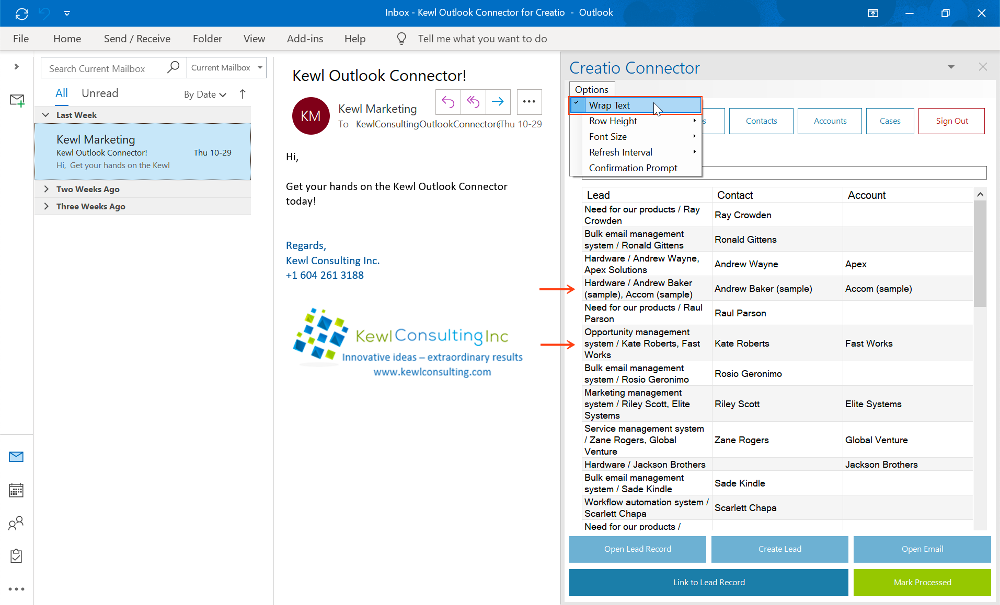 Inbox - Kewl Outlook Connector for Creatio - Outlook
File Home Send / Receive Folder View Add-ins Help Tell me what you want to do
Search Current Mailbox Current Mailbox
All Unread By Date
Last Week
Kewl Marketing
Kewl Outlook Connector! Thu 10-29
Hi, Get your hands on the Kewl
Two Weeks Ago
Three Weeks Ago
Kewl Outlook Connector!
KM
Kewl Marketing
To KewlConsultingOutlookConnector@ Thu 10-29
Hi,
Get your hands on the Kewl Outlook Connector
today!
Regards,
Kewl Consulting Inc.
+1 604 261 3188
KewlConsultingInc
Innovative ideas – extraordinary results
www.kewlconsulting.com
Creatio Connector
Options
Wrap Text
Row Height
Font Size
Refresh Interval
Confirmation Prompt
Contacts Accounts Cases Sign Out
Lead Contact Account
Need for our products / Ray
Crowden
Ray Crowden
Bulk email management
system / Ronald Gittens
Ronald Gittens
Hardware / Andrew Wayne,
Apex Solutions
Andrew Wayne Apex
Hardware / Andrew Baker
(sample), Accom (sample)
Andrew Baker (sample) Accom (sample)
Need for our products / Raul
Parson
Raul Parson
Opportunity management
system / Kate Roberts, Fast
Works
Kate Roberts Fast Works
Bulk email management
system / Rosio Geronimo
Rosio Geronimo
Marketing management
system / Riley Scott, Elite
Systems
Riley Scott Elite Systems
Service management system
/ Zane Rogers, Global
Venture
Zane Rogers Global Venture
Hardware / Jackson Brothers Jackson Brothers
Bulk email management
system / Sade Kindle
Sade Kindle
Workflow automation system /
Scarlett Chapa
Scarlett Chapa
Need for our products /
Open Lead Record Create Lead Open Email
Link to Lead Record Mark Processed